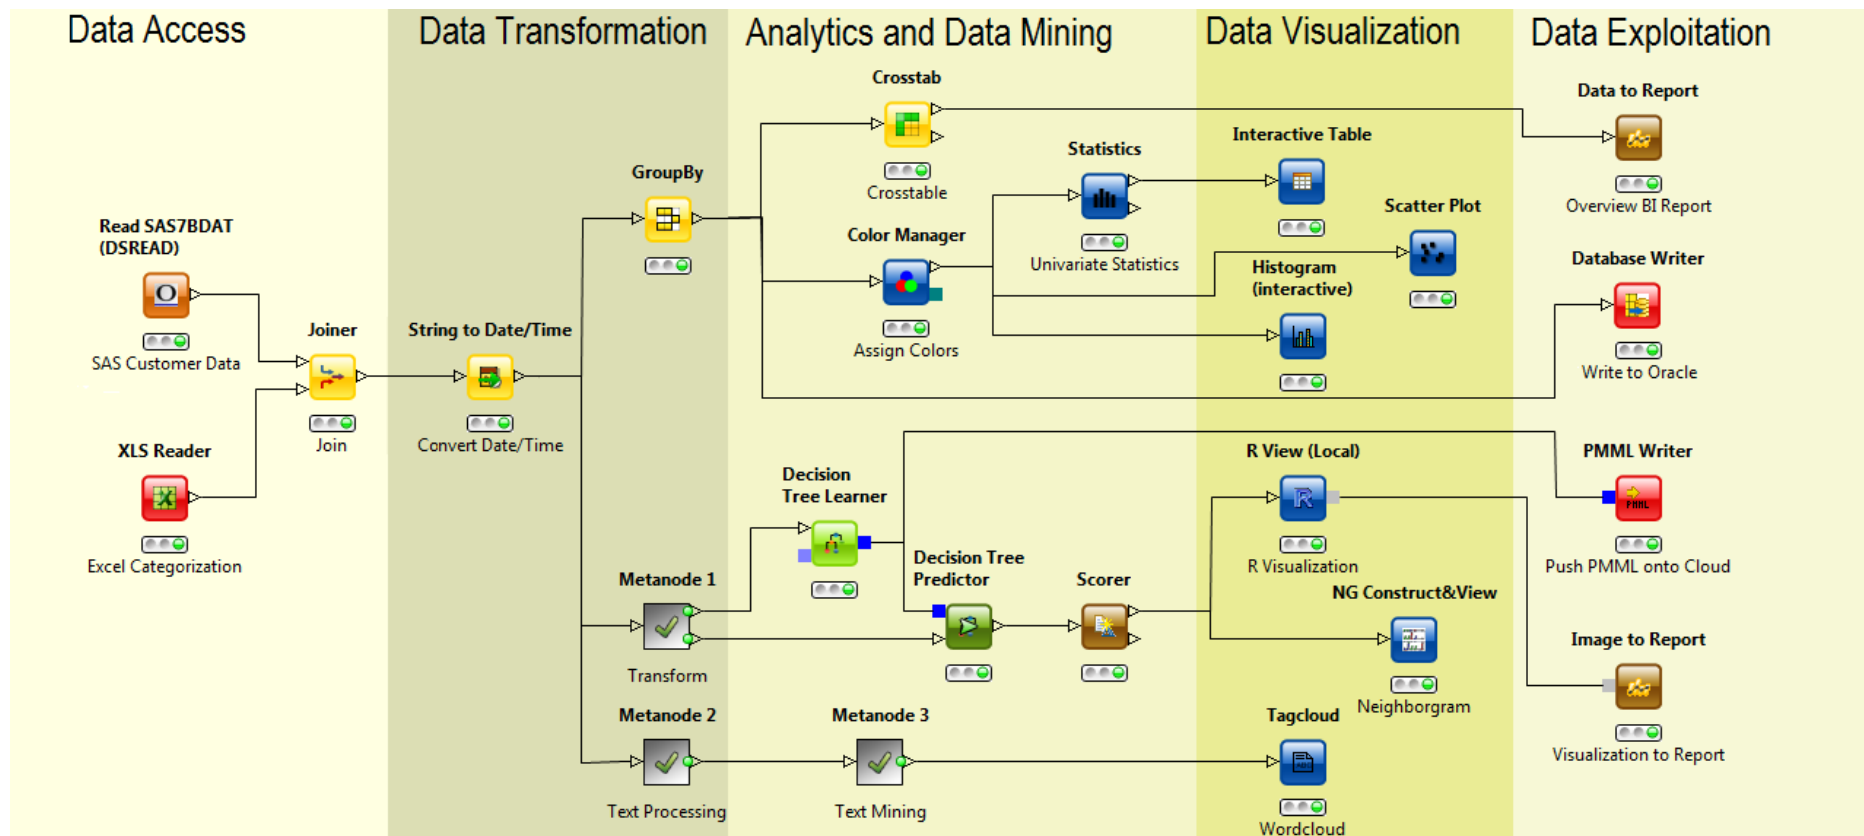 Data Access
Data Transformation
Analytics and Data Mining
Data Visualization
Data Exploitation
Read SAS7BDAT
(DSREAD)
SAS Customer Data
XLS Reader
Excel Categorization
Joiner
Join
String to Date/Time
Convert Date/Time
GroupBy
Metanode 1
Transform
Metanode 2
Text Processing
Crosstab
Crosstable
Color Manager
Assign Colors
Statistics
Univariate Statistics
Decision
Tree Learner
Decision Tree
Predictor
Scorer
Metanode 3
Text Mining
Interactive Table
Scatter Plot
Histogram
(interactive)
R View (Local)
R
R Visualization
NG Construct&View
Neighborgram
Tagcloud
Wordcloud
Data to Report
Overview BI Report
Database Writer
Write to Oracle
PMML Writer
PMML
Push PMML onto Cloud
Image to Report
Visualization to Report